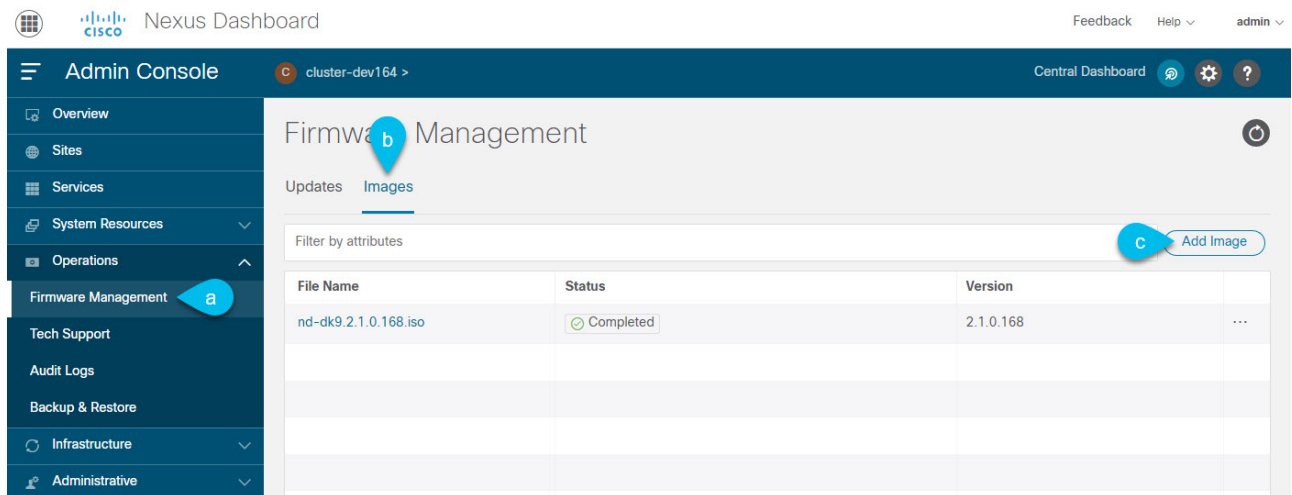 CISCO Nexus Dashboard Feedback Help admin
Admin Console C cluster-dev164 > Central Dashboard ?
Overview
Sites
Services
System Resources
Operations
Firmware Management a
Tech Support
Audit Logs
Backup & Restore
Infrastructure
Administrative
Management
b
Updates Images
Filter by attributes c Add Image
File Name Status Version
nd-dk9.2.1.0.168.iso Completed 2.1.0.168 ...